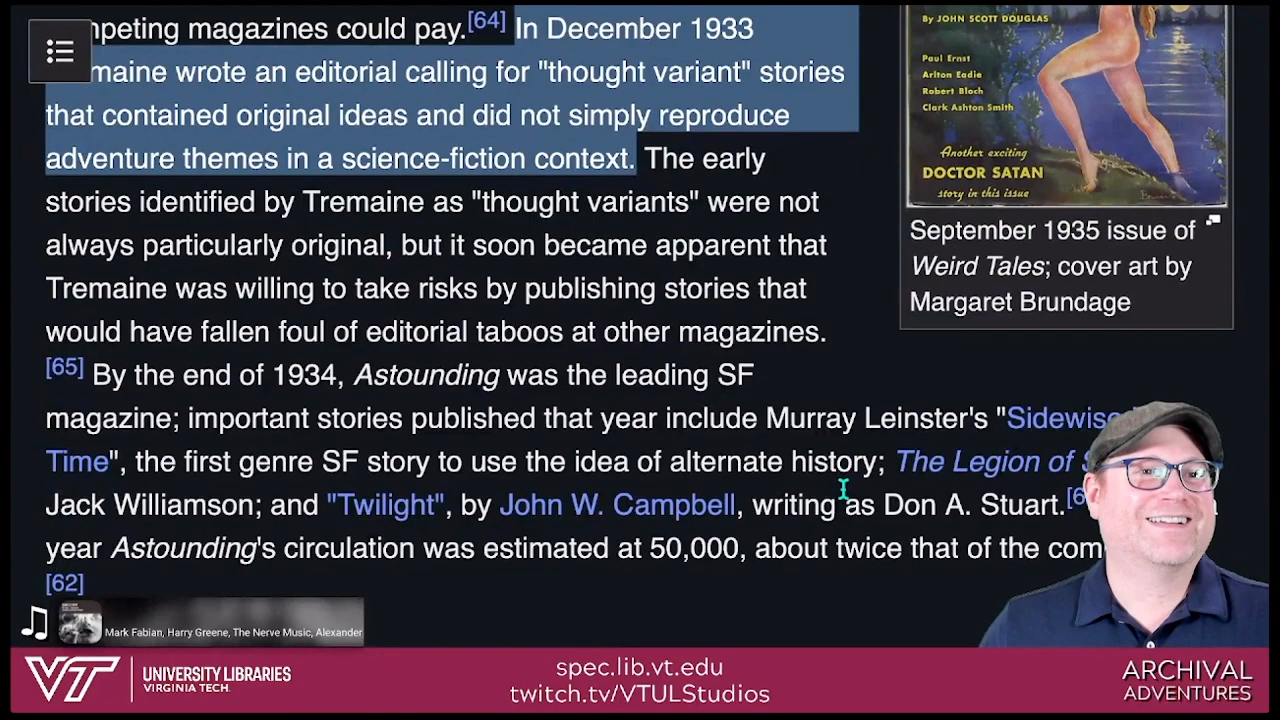 mpeting magazines could pay.[64] In December 1933
maine wrote an editorial calling for "thought variant" stories
that contained original ideas and did not simply reproduce
adventure themes in a science-fiction context. The early
stories identified by Tremaine as "thought variants" were not
always particularly original, but it soon became apparent that
Tremaine was willing to take risks by publishing stories that
would have fallen foul of editorial taboos at other magazines.
[65] By the end of 1934, Astounding was the leading SF
magazine; important stories published that year include Murray Leinster's "Sidewise
Time", the first genre SF story to use the idea of alternate history; The Legion of
Jack Williamson; and "Twilight", by John W. Campbell, writing as Don A. Stuart.
year Astounding's circulation was estimated at 50,000, about twice that of the com
[62]
By JOHN SCOTT DOUGLAS
Paul Ernst
Arlton Eadie
Robert Bloch
Clark Ashton Smith
Another exciting
DOCTOR SATAN
story in this issue
September 1935 issue of
Weird Tales; cover art by
Margaret Brundage
Mark Fabian, Harry Greene, The Nerve Music, Alexander
VT
UNIVERSITY LIBRARIES
VIRGINIA TECH.
spec.lib.vt.edu
twitch.tv/VTULStudios
ARCHIVAL
ADVENTURES